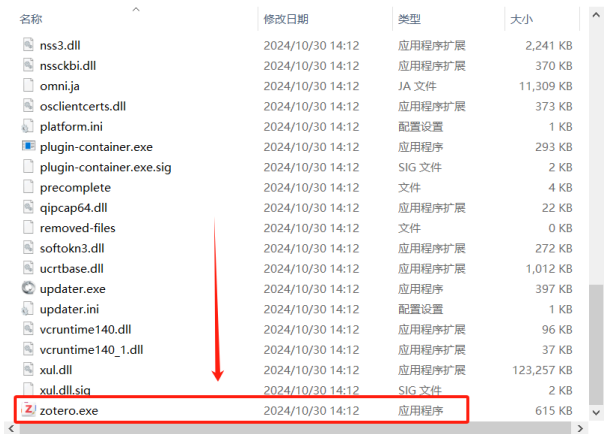 名称 修改日期 类型 大小
nss3.dll 2024/10/30 14:12 应用程序扩展 2,241 KB
nssckbi.dll 2024/10/30 14:12 应用程序扩展 370 KB
omni.ja 2024/10/30 14:12 JA 文件 11,309 KB
osclientcerts.dll 2024/10/30 14:12 应用程序扩展 373 KB
platform.ini 2024/10/30 14:12 配置设置 1 KB
plugin-container.exe 2024/10/30 14:12 应用程序 293 KB
plugin-container.exe.sig 2024/10/30 14:12 SIG 文件 2 KB
precomplete 2024/10/30 14:12 文件 4 KB
qipcap64.dll 2024/10/30 14:12 应用程序扩展 22 KB
removed-files 2024/10/30 14:12 文件 0 KB
softokn3.dll 2024/10/30 14:12 应用程序扩展 272 KB
ucrtbase.dll 2024/10/30 14:12 应用程序扩展 1,012 KB
updater.exe 2024/10/30 14:12 应用程序 397 KB
updater.ini 2024/10/30 14:12 配置设置 1 KB
vcruntime140.dll 2024/10/30 14:12 应用程序扩展 96 KB
vcruntime140_1.dll 2024/10/30 14:12 应用程序扩展 37 KB
xul.dll 2024/10/30 14:12 应用程序扩展 123,257 KB
xul.dll.sig 2024/10/30 14:12 SIG 文件 2 KB
zotero.exe 2024/10/30 14:12 应用程序 615 KB